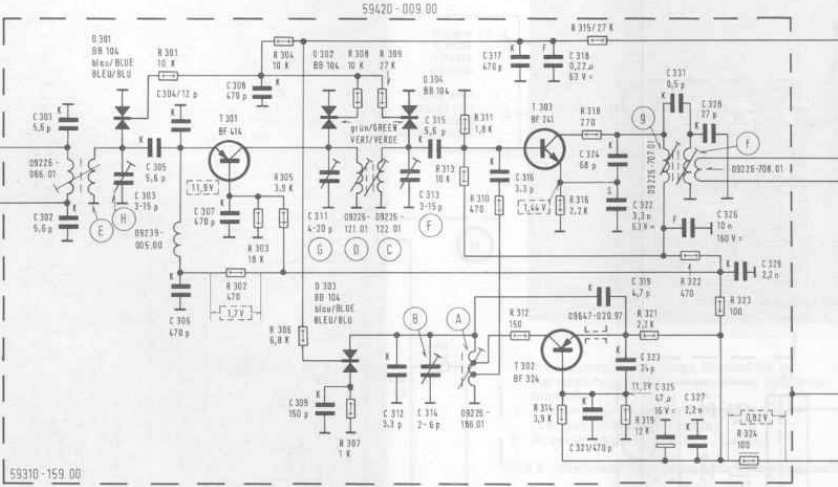 59420-009.00
D 301
BB 104
blau/BLUE
BLEU/BLU
R 301
10 K
C304/12 p
R 304
10 K
C 308
470 p
D 302
BB 104
R 308
10 K
R 309
27 K
D 304
BB 104
C 317
470 p
C 318
0,22 µ
63 V =
R 315/27 K
C 331
0,5 p
C 328
27 p
C 301
5,6 p
T 301
BF 414
grün/GREEN
VERT/VERDE
C 315
5,6 p
R 311
1,8 K
T 303
BF 241
R 318
270
g
f
09226-
066.01
C 305
5,6 p
C 303
3-15 p
11,9V
R 305
3,9 K
R 313
10 K
R 310
470
C 316
3,3 p
C 324
68 p
09226-707.01
09226-708.01
C 302
5,6 p
E
H
C 307
470 p
R 303
18 K
C 311
4-20 p
09226-
121.01
09226-
122.01
C 313
3-15 p
F
1,44 V
R 316
2,2 K
C 322
3,3 n
63 V =
C 326
10 n
160 V =
09239-
005.00
G
D
C
R 302
470
1,7V
C 306
470 p
D 303
BB 104
blau/BLUE
BLEU/BLU
R 306
6,8 K
B
A
R 312
150
C 319
4,7 p
09647-020.97
R 321
2,2 K
R 322
470
C 329
2,2 n
R 323
100
C 309
150 p
R 307
1 K
C 312
3,3 p
C 314
2-6 p
09226-
186.01
T 302
BF 324
R 314
3,9 K
C 321/470 p
C 323
24 p
R 319
12 K
11,2V
C 325
47 µ
16 V =
C 327
2,2 n
0,82 V
R 324
100
59310-159.00